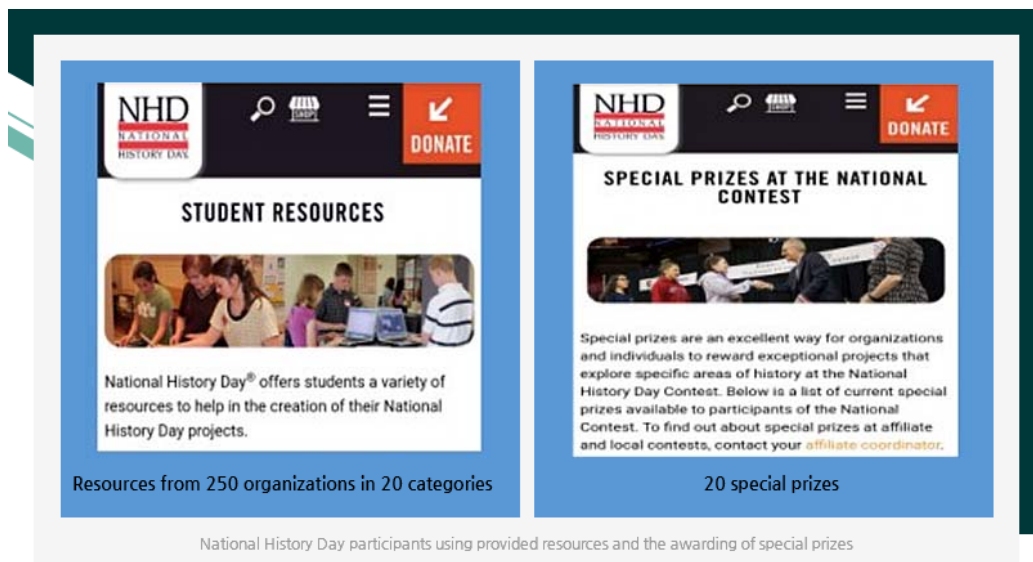 NHD
NATIONAL
HISTORY DAY
SHOP
DONATE
STUDENT RESOURCES
National History Day® offers students a variety of
resources to help in the creation of their National
History Day projects.
Resources from 250 organizations in 20 categories
NHD
NATIONAL
HISTORY DAY
SHOP
DONATE
SPECIAL PRIZES AT THE NATIONAL
CONTEST
Special prizes are an excellent way for organizations
and individuals to reward exceptional projects that
explore specific areas of history at the National
History Day Contest. Below is a list of current special
prizes available to participants of the National
Contest. To find out about special prizes at affiliate
and local contests, contact your affiliate coordinator.
20 special prizes
National History Day participants using provided resources and the awarding of special prizes